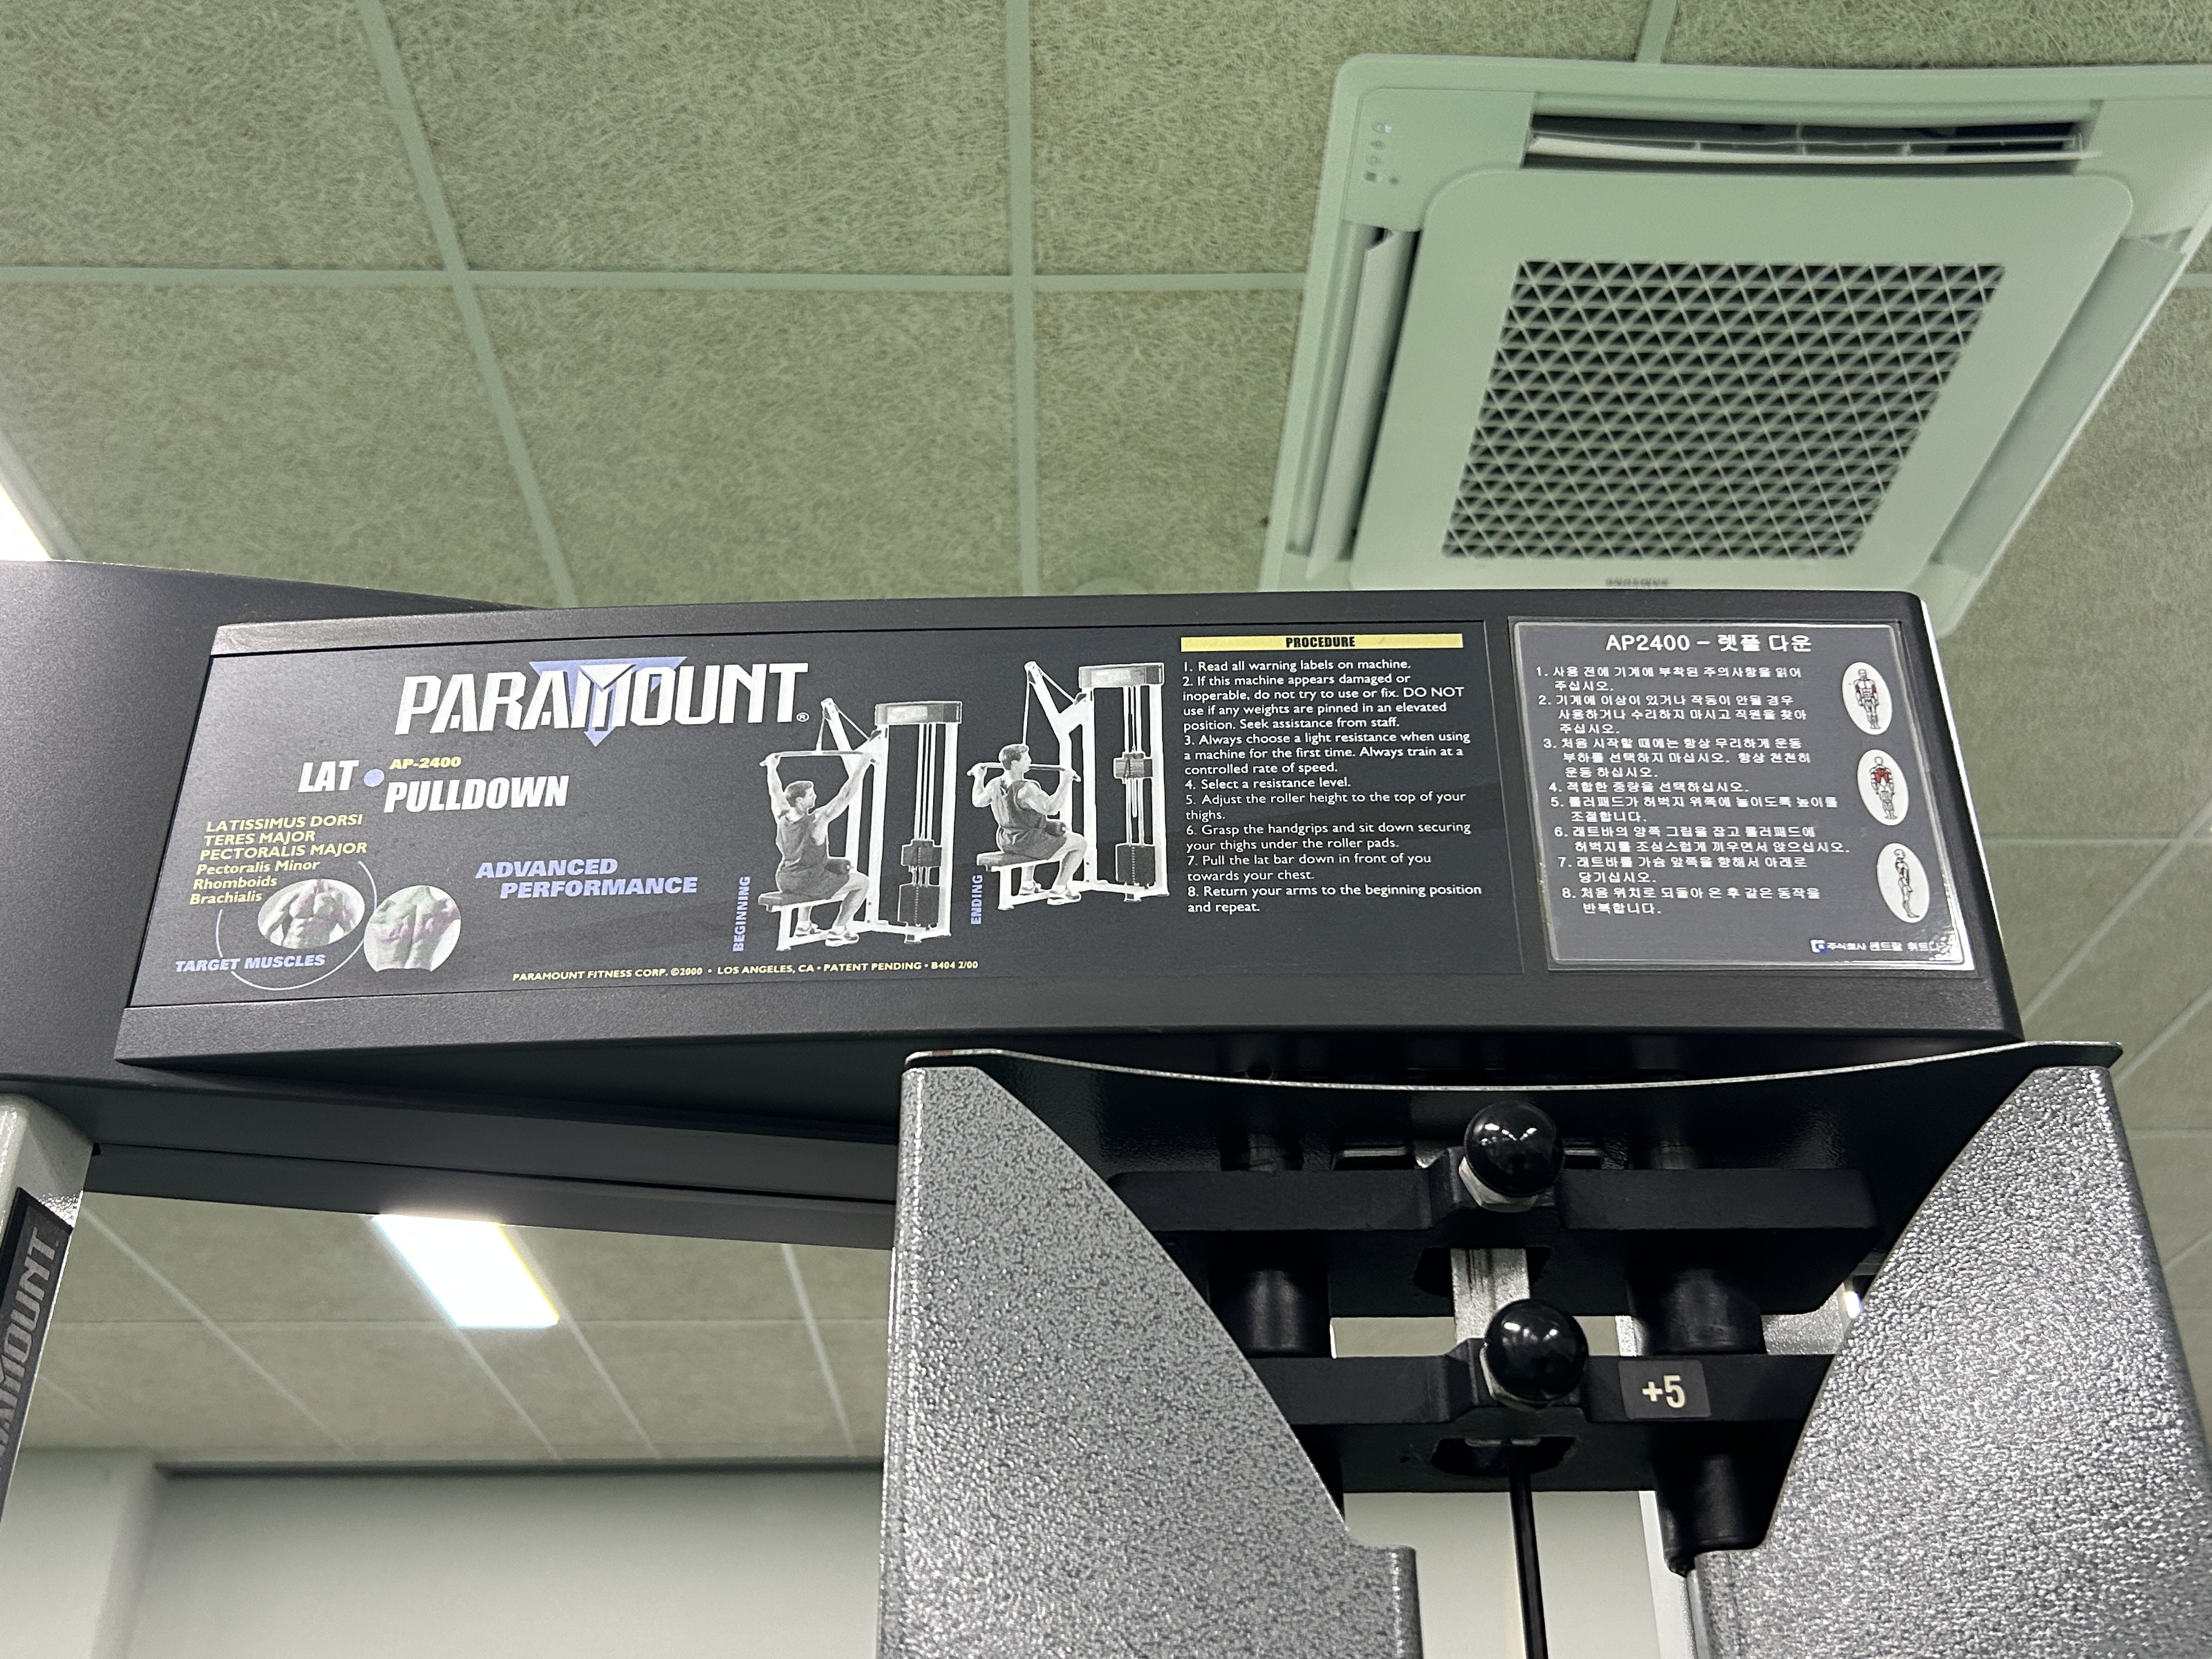 PARAMOUNT®
AP-2400
LAT • PULLDOWN
LATISSIMUS DORSI
TERES MAJOR
PECTORALIS MAJOR
Pectoralis Minor
Rhomboids
Brachialis
TARGET MUSCLES
ADVANCED
PERFORMANCE
BEGINNING
ENDING
PARAMOUNT FITNESS CORP. ©2000 • LOS ANGELES, CA • PATENT PENDING • B404 2/00
PROCEDURE
1. Read all warning labels on machine.
2. If this machine appears damaged or
inoperable, do not try to use or fix. DO NOT
use if any weights are pinned in an elevated
position. Seek assistance from staff.
3. Always choose a light resistance when using
a machine for the first time. Always train at a
controlled rate of speed.
4. Select a resistance level.
5. Adjust the roller height to the top of your
thighs.
6. Grasp the handgrips and sit down securing
your thighs under the roller pads.
7. Pull the lat bar down in front of you
towards your chest.
8. Return your arms to the beginning position
and repeat.
AP2400 - 렛풀 다운
1. 사용 전에 기계에 부착된 주의사항을 읽어
주십시오.
2. 기계에 이상이 있거나 작동이 안될 경우
사용하거나 수리하지 마시고 직원을 찾아
주십시오.
3. 처음 시작할 때에는 항상 무리하게 운동
부하를 선택하지 마십시오. 항상 천천히
운동 하십시오.
4. 적합한 중량을 선택하십시오.
5. 롤러패드가 허벅지 위쪽에 놓이도록 높이를
조절합니다.
6. 래트바의 양쪽 그립을 잡고 롤러패드에
허벅지를 조심스럽게 끼우면서 앉으십시오.
7. 래트바를 가슴 앞쪽을 향해서 아래로
당기십시오.
8. 처음 위치로 되돌아 온 후 같은 동작을
반복합니다.
주식회사
+5
PARAMOUNT